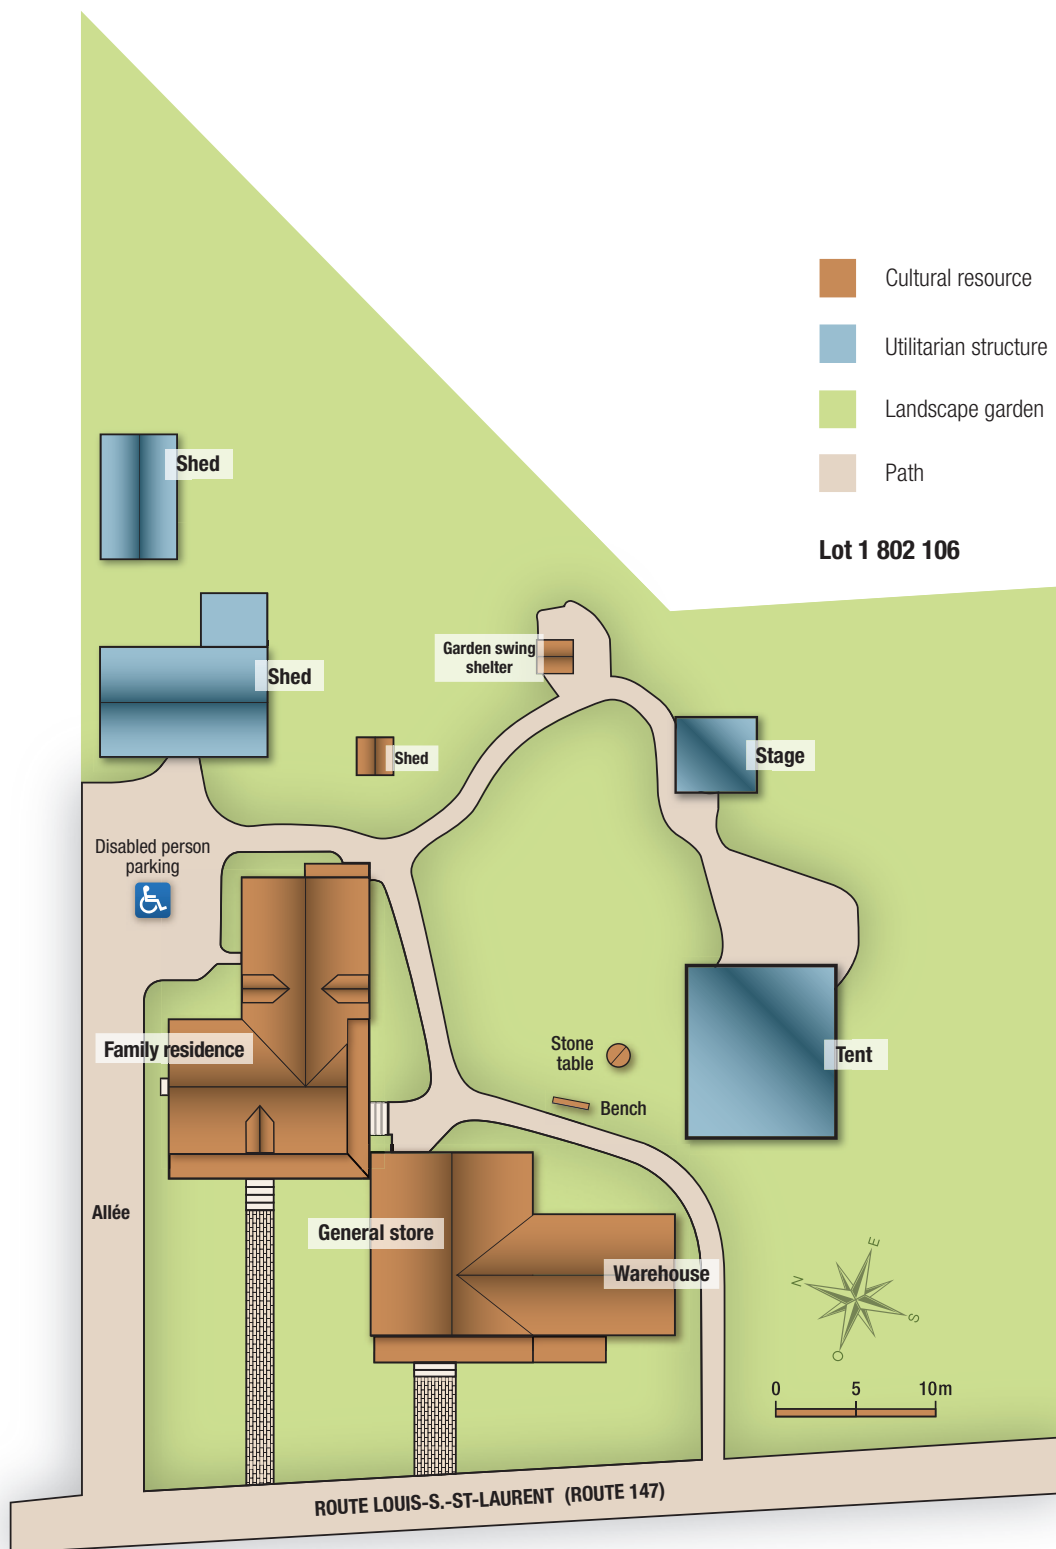 Cultural resource
Utilitarian structure
Landscape garden
Path
Lot 1 802 106
Shed
Shed
Garden swing
shelter
Shed
Stage
Disabled person
parking
Family residence
Stone
table
Tent
Bench
Allée
General store
Warehouse
E
N
S
O
0 5 10m
ROUTE LOUIS-S.-ST-LAURENT (ROUTE 147)